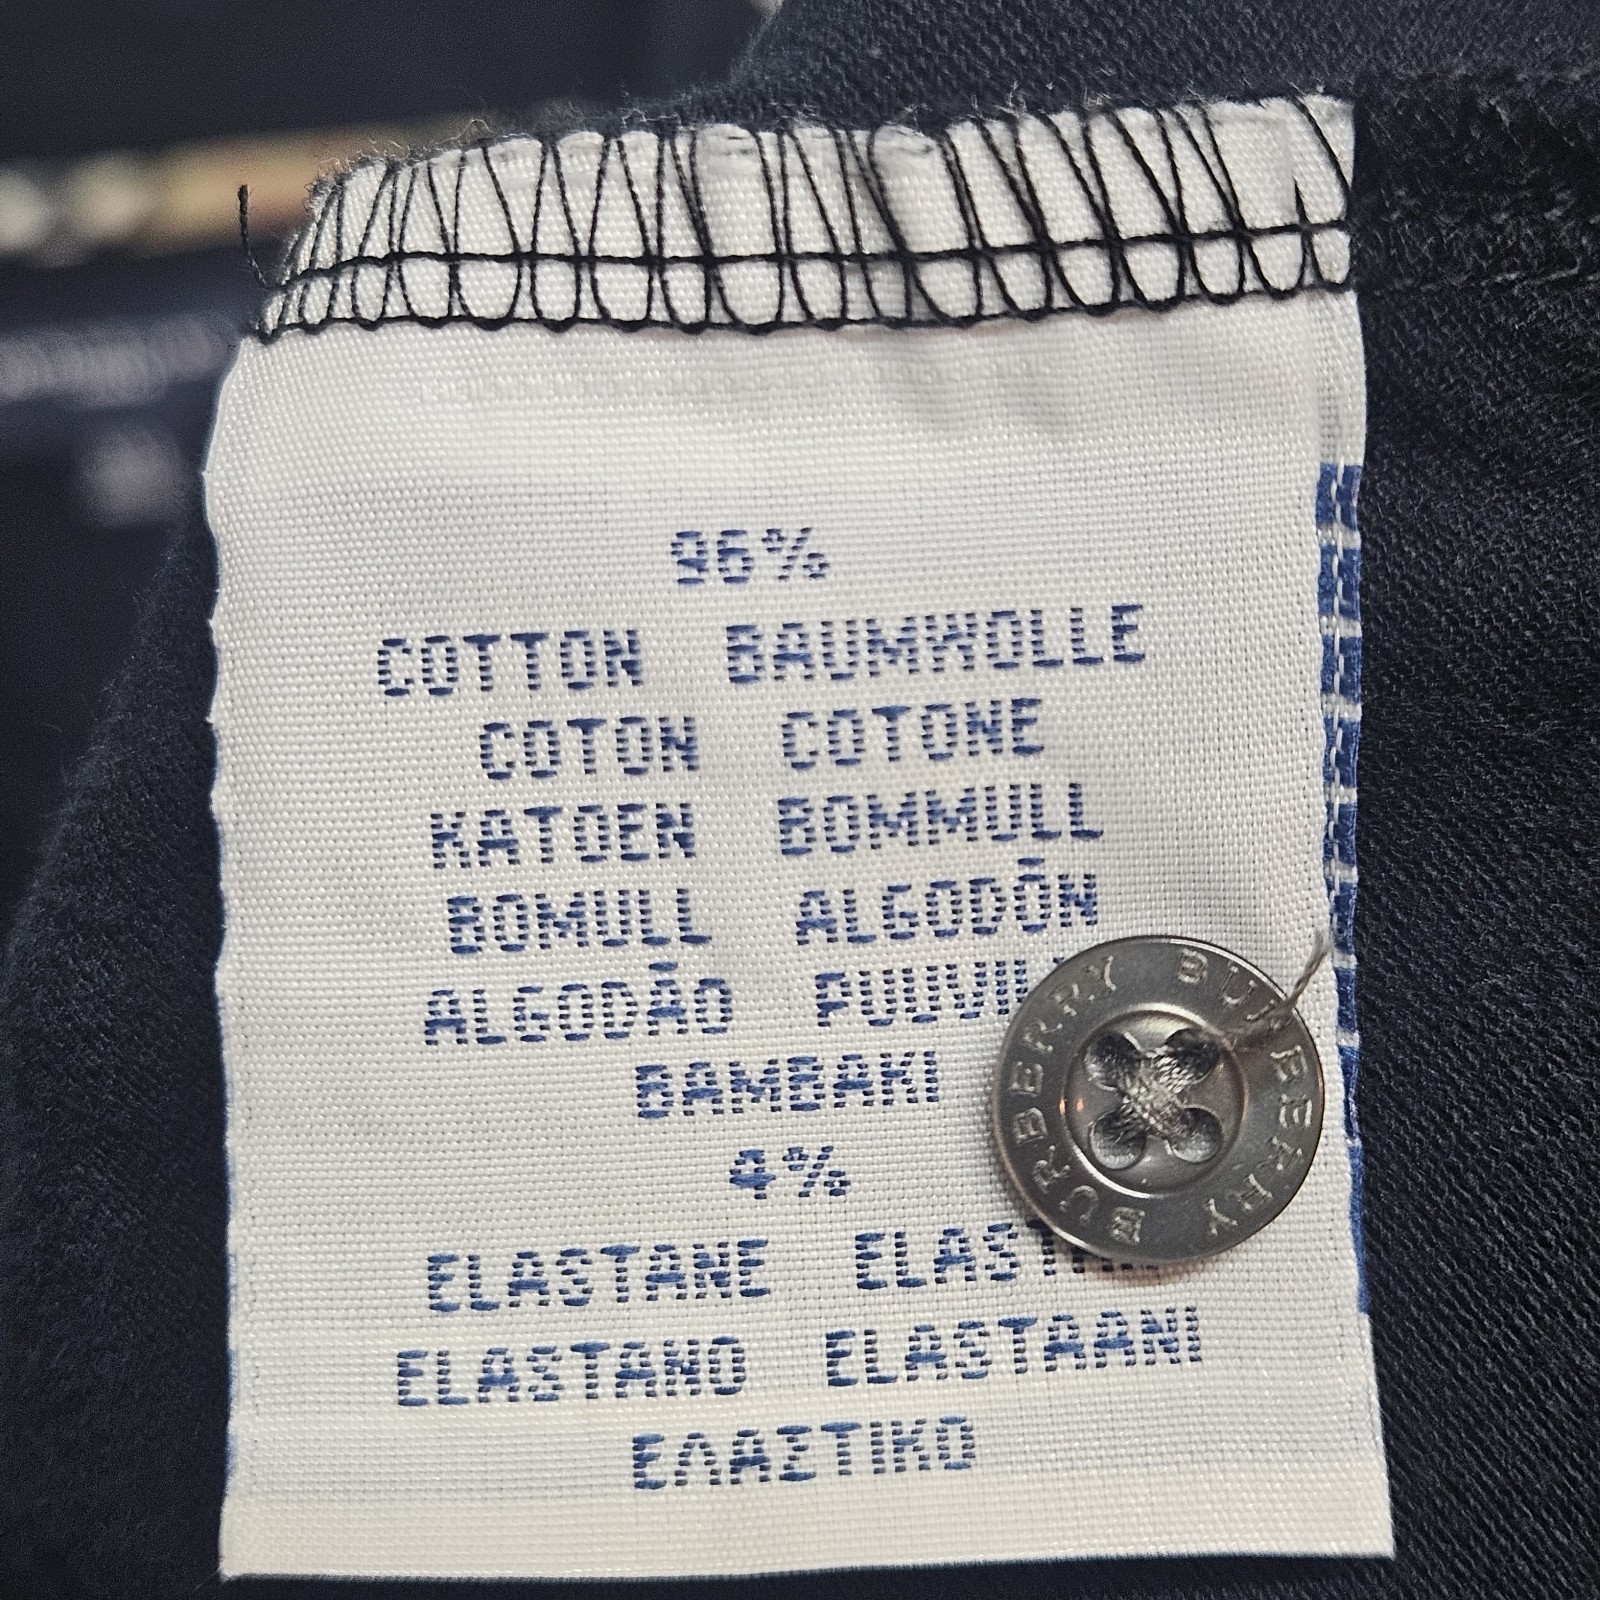 96%
COTTON BAUMWOLLE
COTON COTONE
KATOEN BOMMULL
BOMULL ALGODÓN
ALGODÃO
BAMBAKI
4%
ELASTANE
ELASTANO ELASTAANI
ΕΛΑΣΤΙΚΟ
BURBERRY BURBERRY